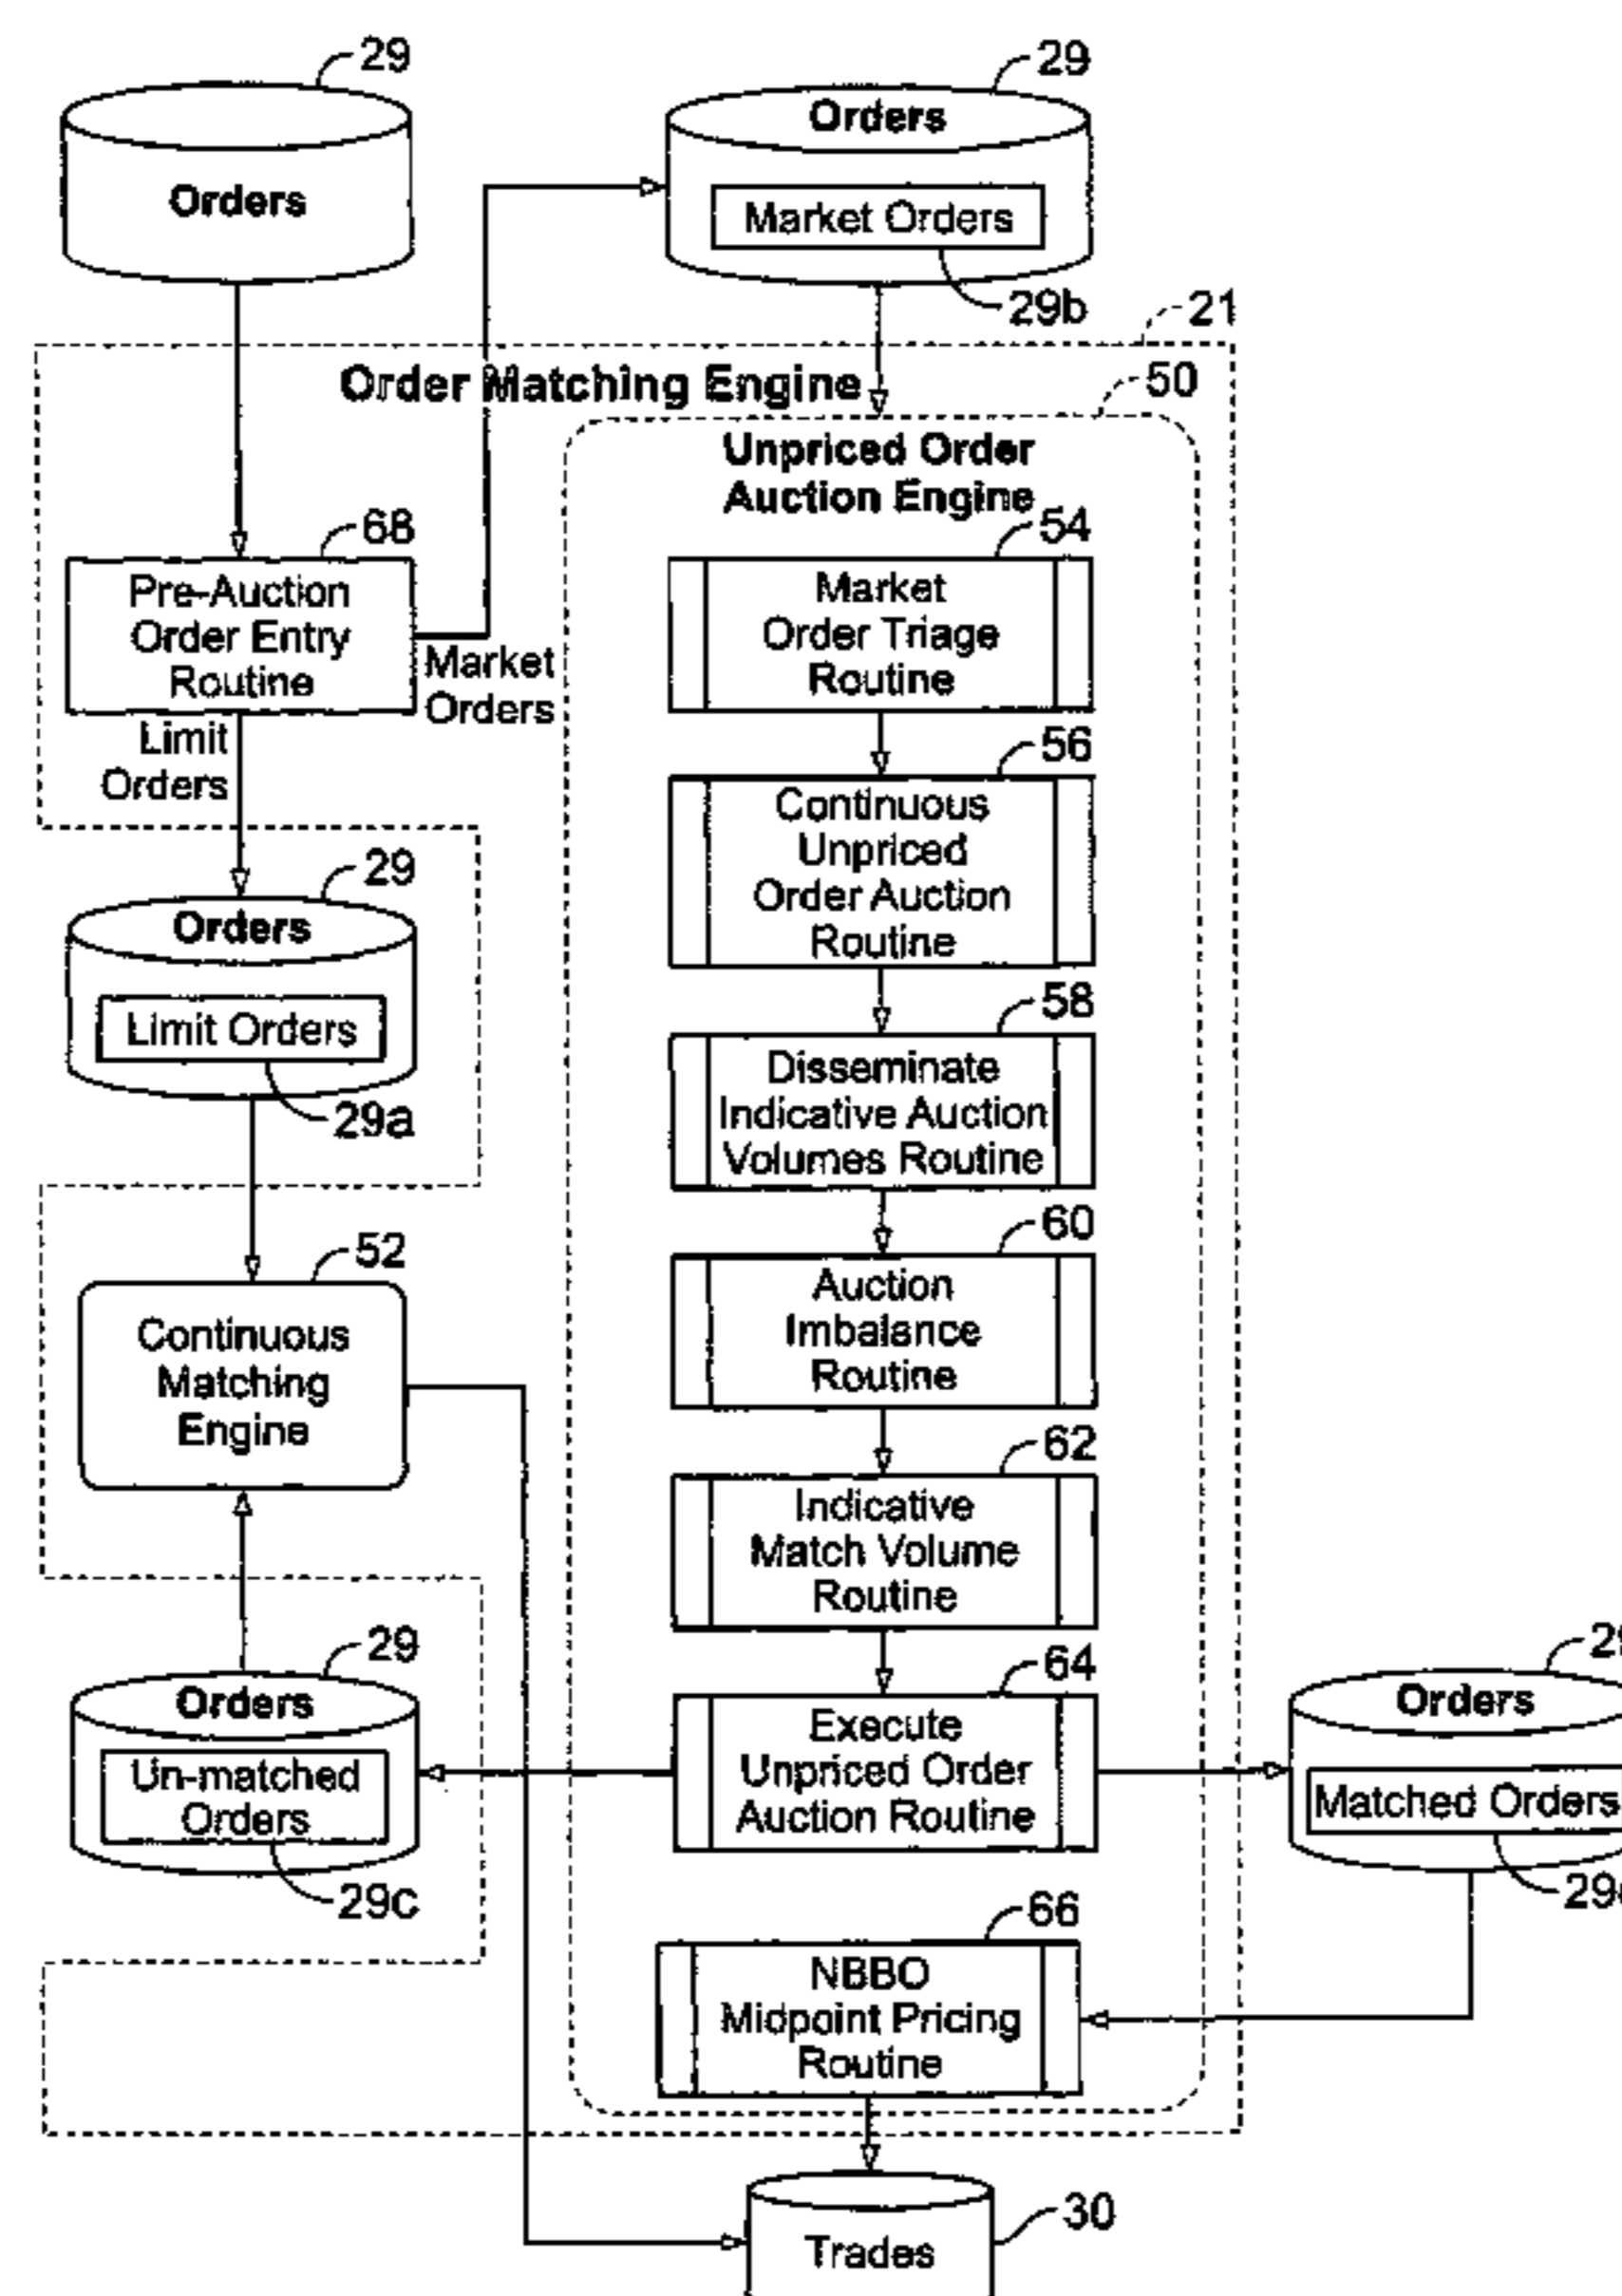 29
Orders
29
Orders
Market Orders
29b
21
Order Matching Engine
50
Unpriced Order
Auction Engine
68
Pre-Auction
Order Entry
Routine
Market
Orders
Limit
Orders
54
Market
Order Triage
Routine
56
Continuous
Unpriced
Order Auction
Routine
29
Orders
Limit Orders
29a
58
Disseminate
Indicative Auction
Volumes Routine
52
Continuous
Matching
Engine
60
Auction
Imbalance
Routine
62
Indicative
Match Volume
Routine
29
Orders
Un-matched
Orders
29c
64
Execute
Unpriced Order
Auction Routine
Orders
Matched Orders
66
NBBO
Midpoint Pricing
Routine
30
Trades